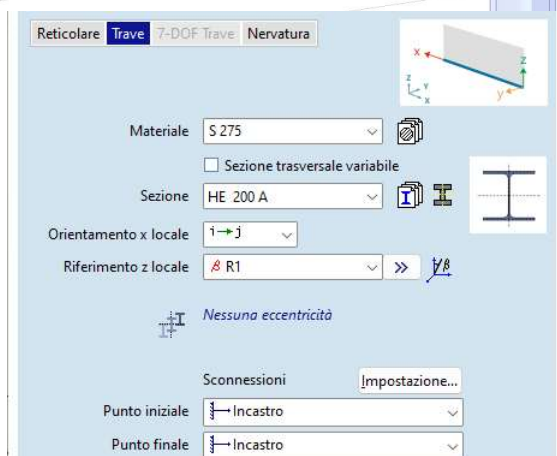 Reticolare Trave 7-DOF Trave Nervatura
x z
y
z y
x
Materiale S 275
Sezione trasversale variabile
Sezione HE 200 A
Orientamento x locale i→j
Riferimento z locale β R1 » β
Nessuna eccentricità
Sconnessioni Impostazione...
Punto iniziale Incastro
Punto finale Incastro